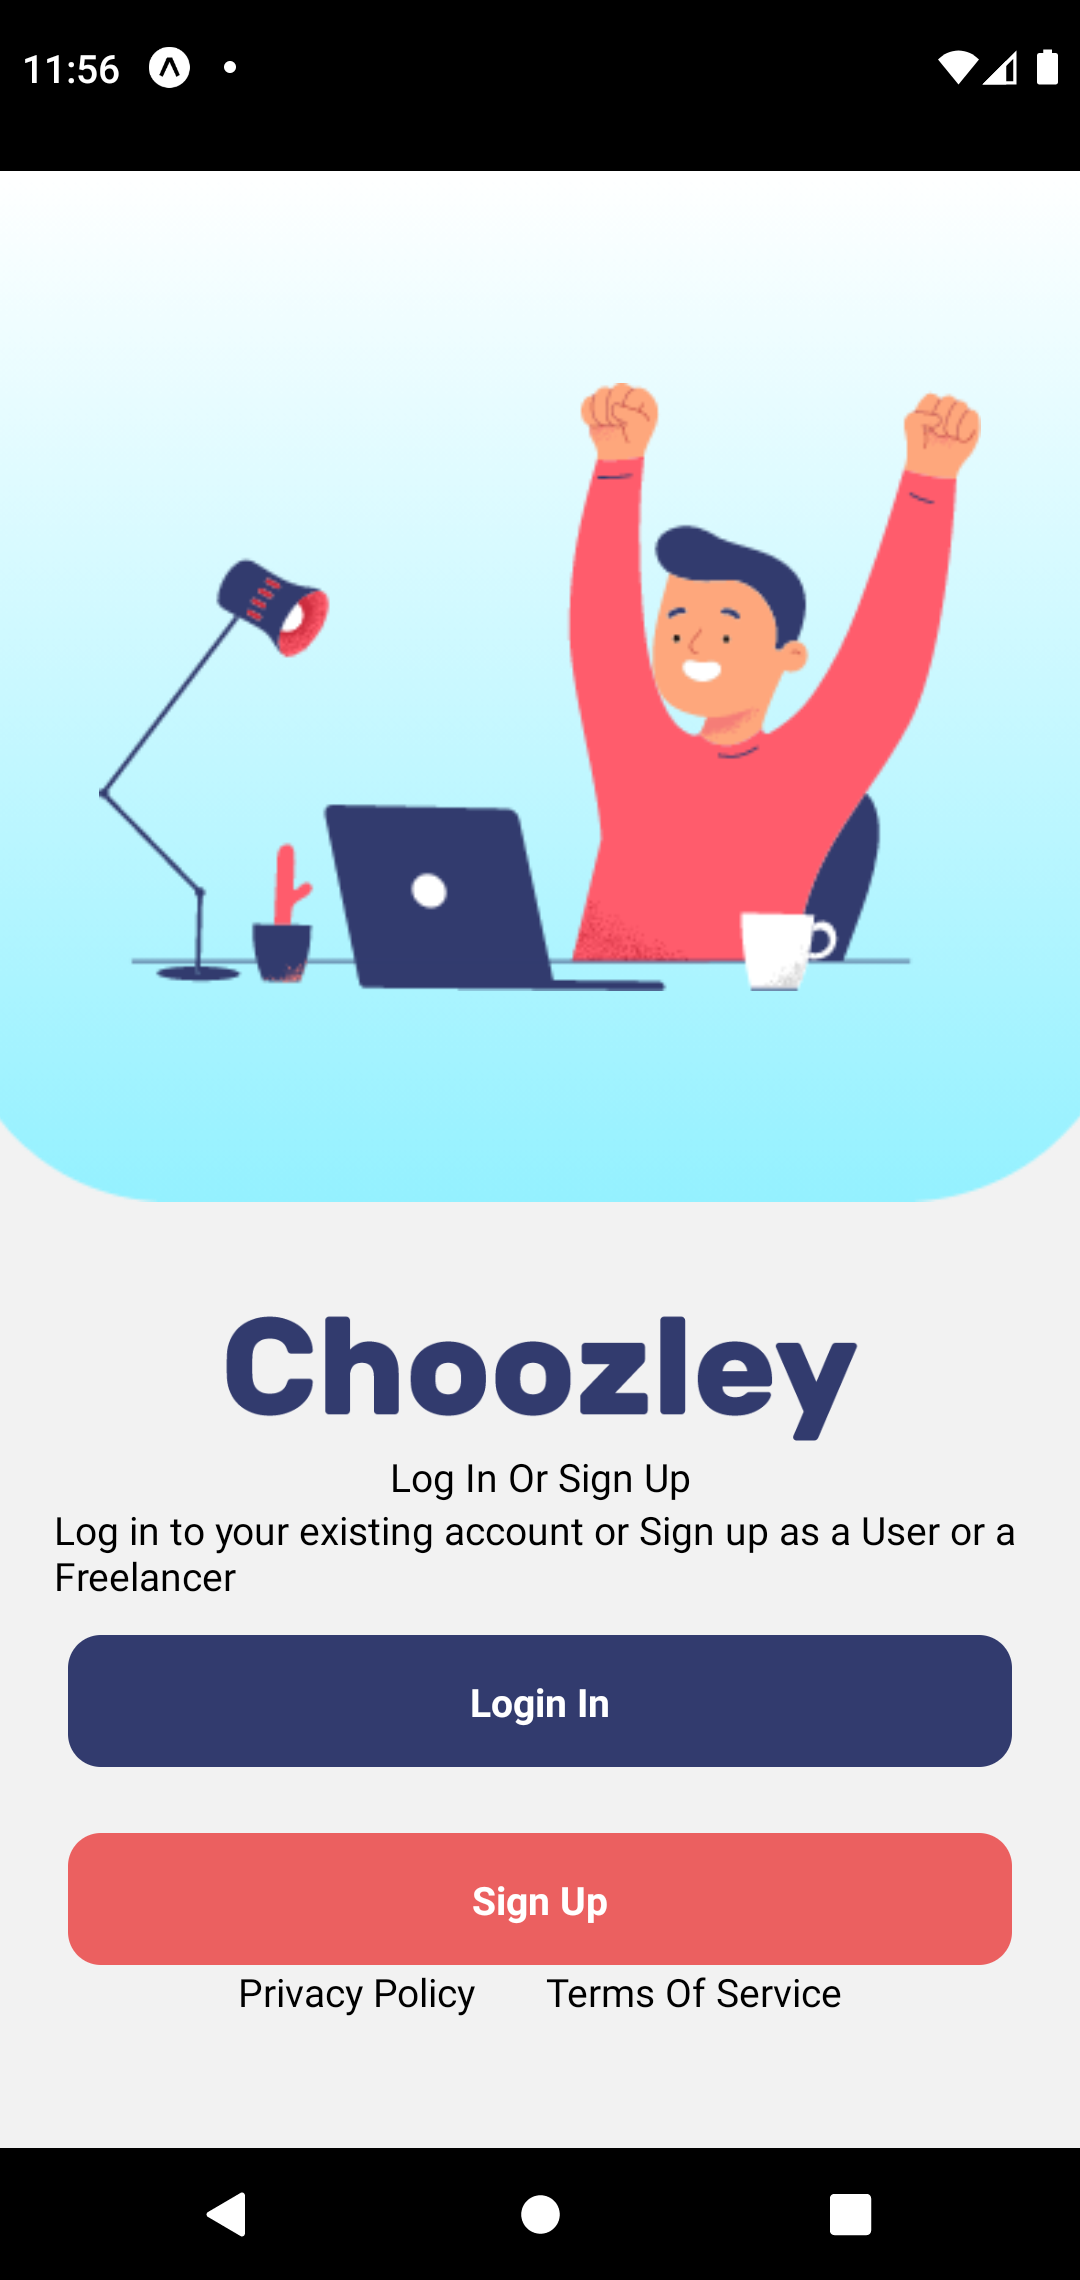 11:56
Choozley
Log In Or Sign Up
Log in to your existing account or Sign up as a User or a
Freelancer
Login In
Sign Up
Privacy Policy Terms Of Service